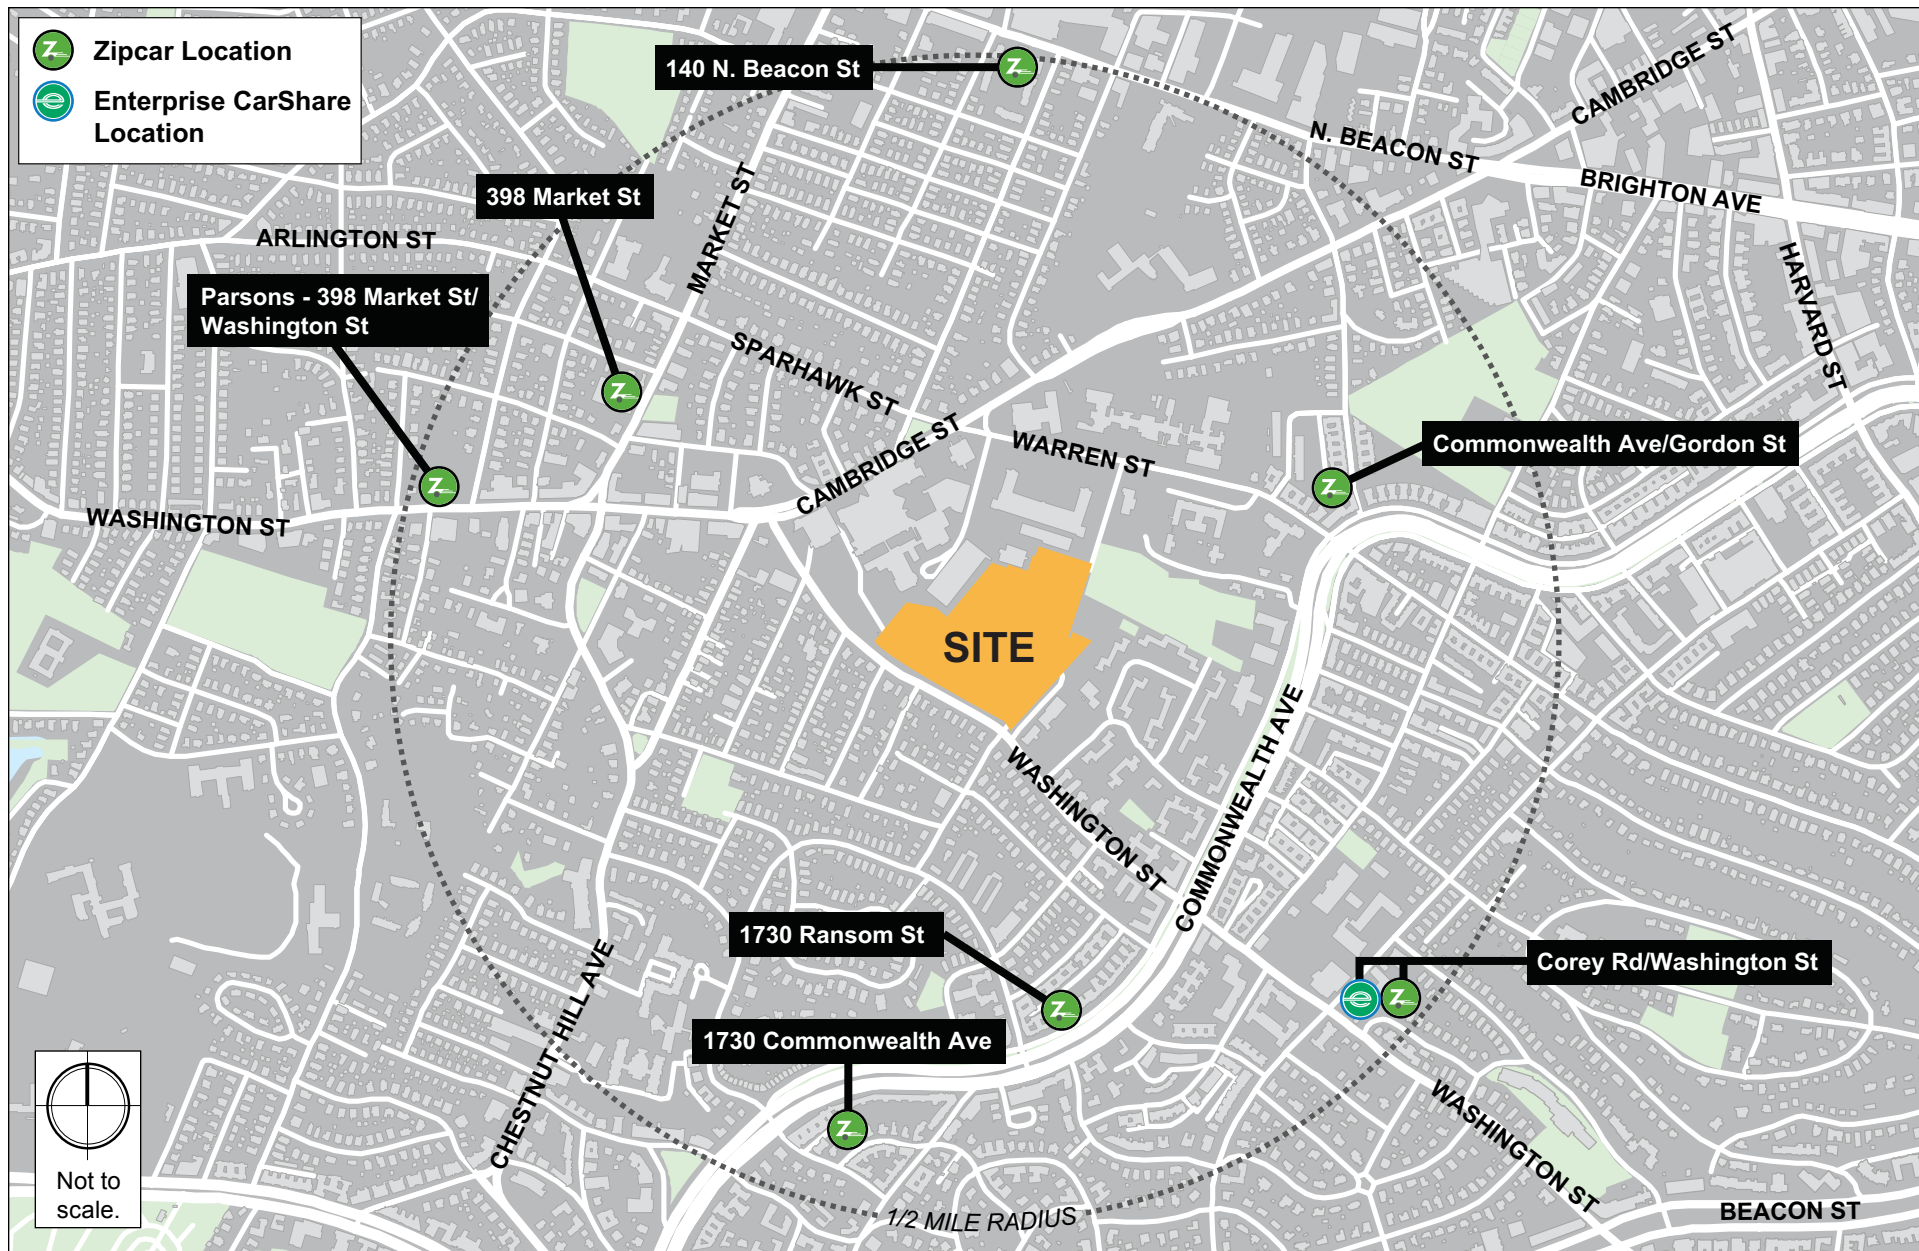 Zipcar Location
Enterprise CarShare
Location
140 N. Beacon St
CAMBRIDGE ST
N. BEACON ST
BRIGHTON AVE
398 Market St
MARKET ST
ARLINGTON ST
HARVARD ST
Parsons - 398 Market St/
Washington St
SPARHAWK ST
CAMBRIDGE ST
WARREN ST
Commonwealth Ave/Gordon St
WASHINGTON ST
SITE
COMMONWEALTH AVE
WASHINGTON ST
1730 Ransom St
Corey Rd/Washington St
CHESTNUT HILL AVE
1730 Commonwealth Ave
WASHINGTON ST
Not to
scale.
1/2 MILE RADIUS
BEACON ST